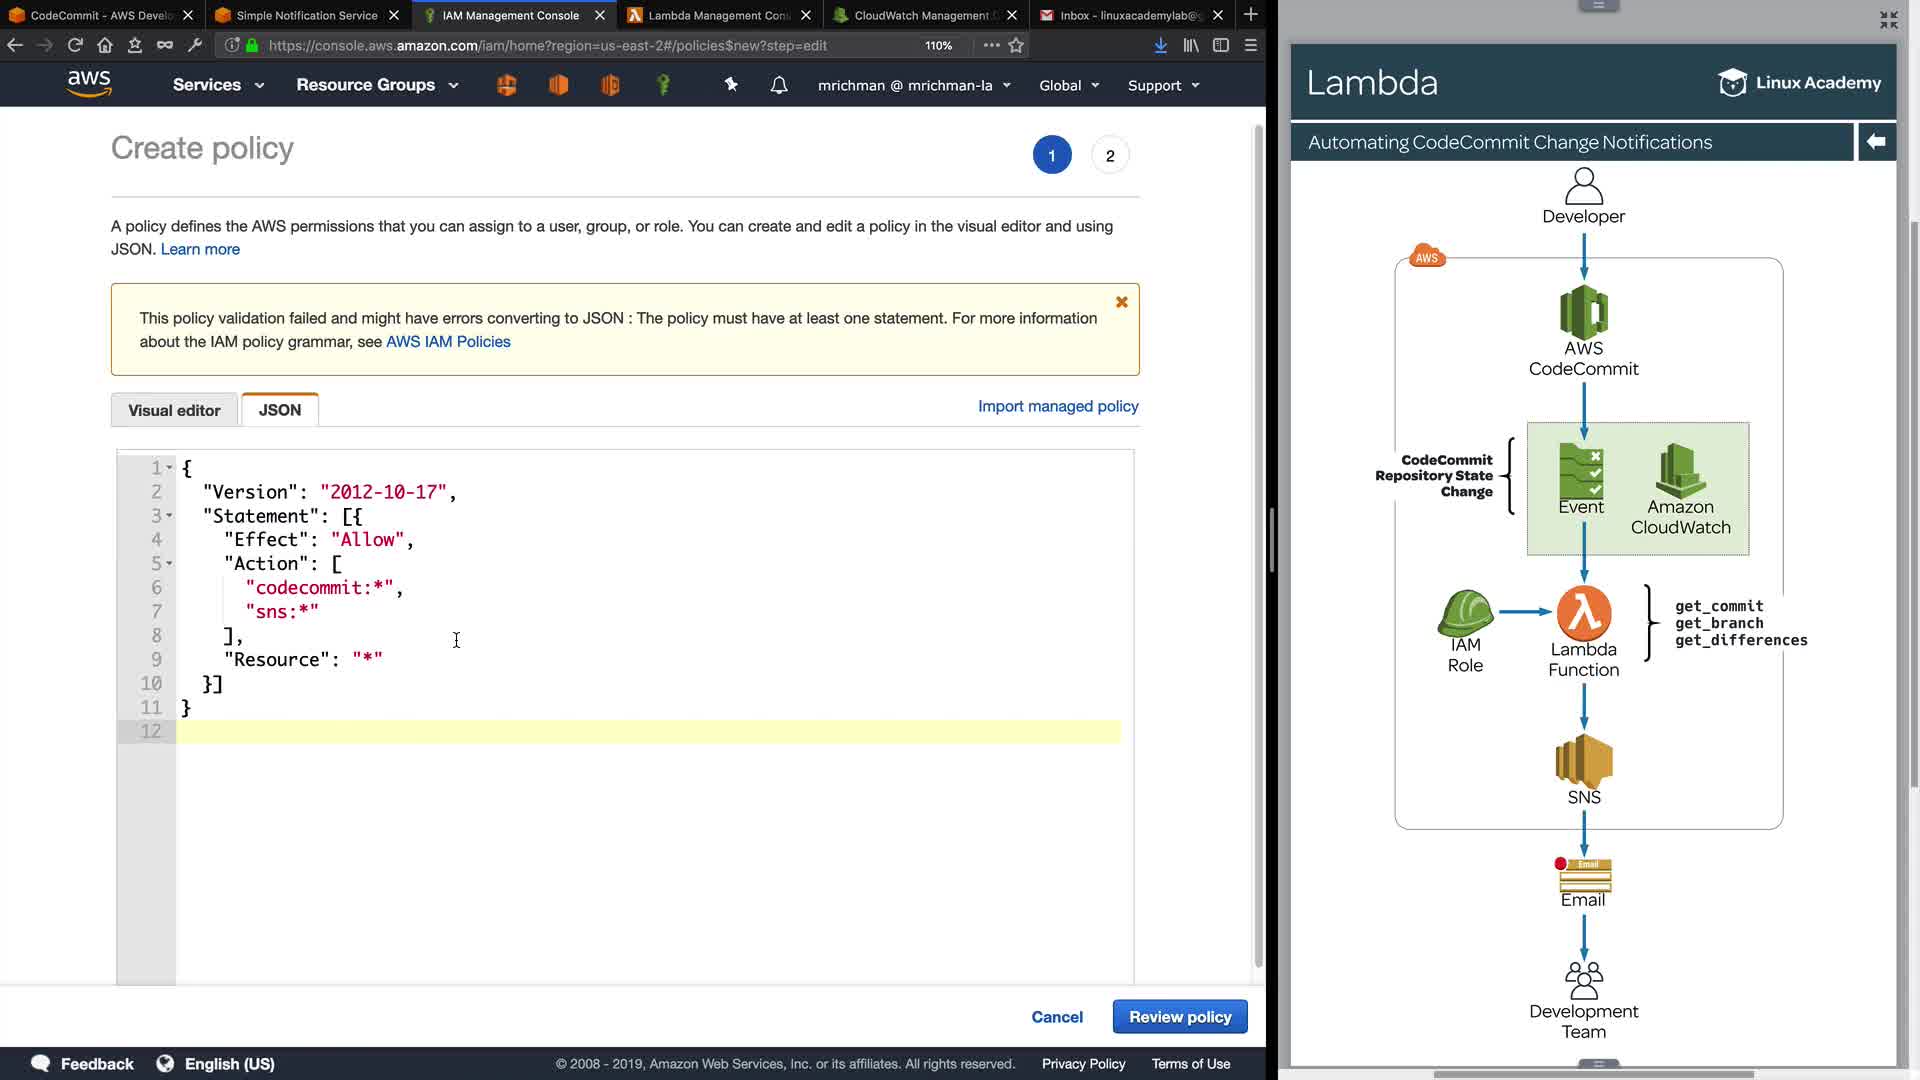 CodeCommit - AWS Develo
Simple Notification Service
IAM Management Console
Lambda Management Con
CloudWatch Management C
Inbox - linuxacademylab@g
https://console.aws.amazon.com/iam/home?region=us-east-2#/policies$new?step=edit
110%
aws
Services
Resource Groups
mrichman @ mrichman-la
Global
Support
Create policy
1
2
A policy defines the AWS permissions that you can assign to a user, group, or role. You can create and edit a policy in the visual editor and using
JSON. Learn more
This policy validation failed and might have errors converting to JSON : The policy must have at least one statement. For more information
about the IAM policy grammar, see AWS IAM Policies
Visual editor
JSON
Import managed policy
1 {
2 "Version": "2012-10-17",
3 "Statement": [{
4 "Effect": "Allow",
5 "Action": [
6 "codecommit:*",
7 "sns:*"
8 ],
9 "Resource": "*"
10 }]
11 }
12
Cancel
Review policy
Feedback
English (US)
© 2008 - 2019, Amazon Web Services, Inc. or its affiliates. All rights reserved.
Privacy Policy
Terms of Use
Lambda
Linux Academy
Automating CodeCommit Change Notifications
Developer
AWS
AWS
CodeCommit
CodeCommit
Repository State
Change
Event
Amazon
CloudWatch
IAM
Role
Lambda
Function
get_commit
get_branch
get_differences
SNS
Email
Email
Development
Team